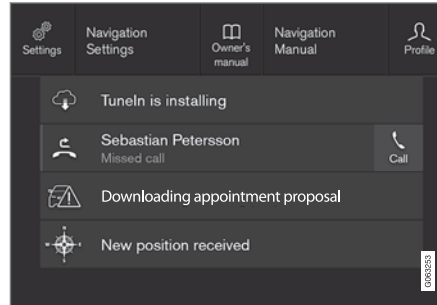 Settings
Navigation
Settings
Owner's
manual
Navigation
Manual
Profile
TuneIn is installing
Sebastian Petersson
Missed call
Call
Downloading appointment proposal
New position received
G063253